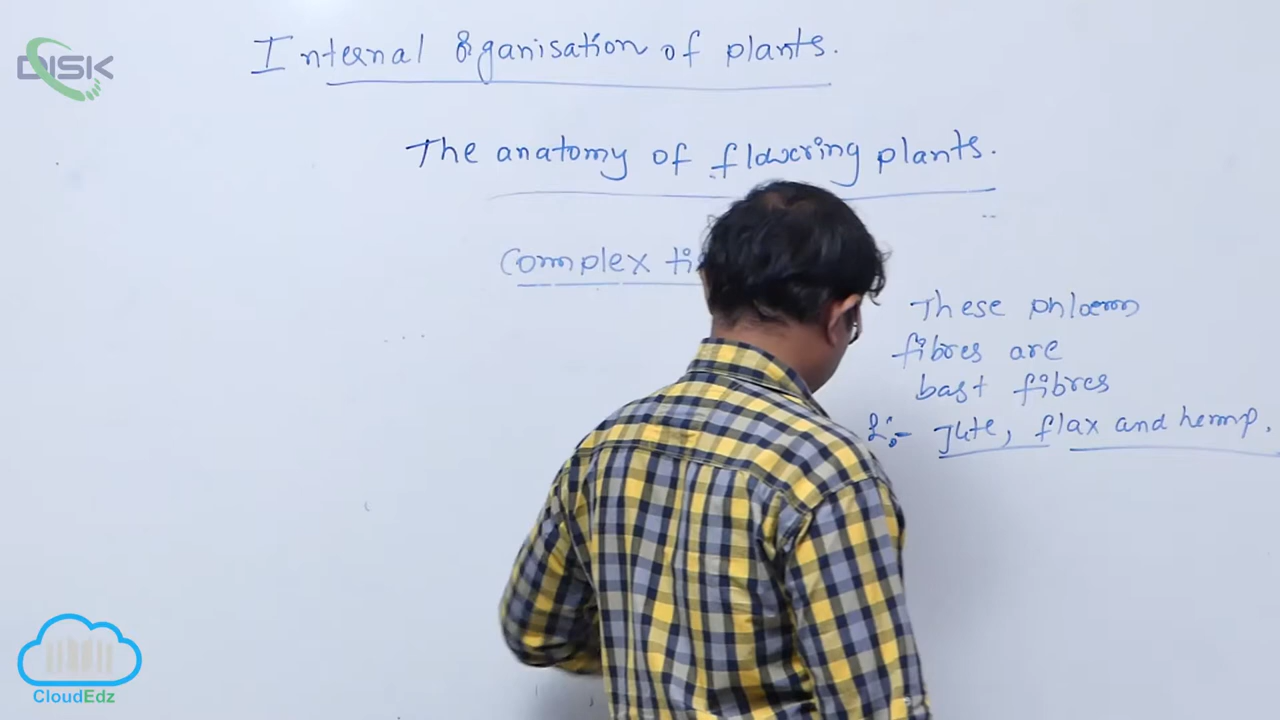 DISK
Internal organisation of plants.
The anatomy of flowering plants.
Complex ti
These phloem
fibres are
bast fibres
jute, flax and hemp.
CloudEdz